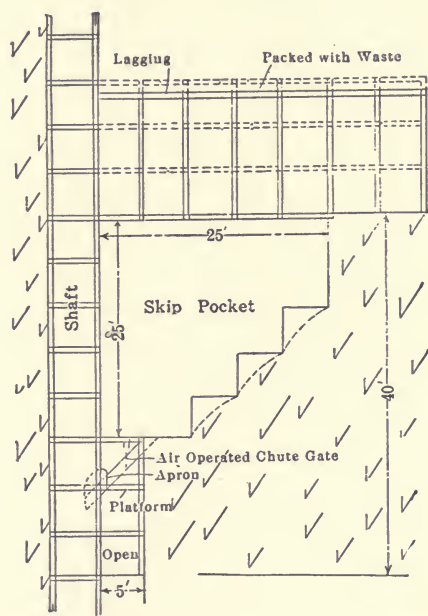 Lagging
Packed with Waste
25'
Shaft
25'
Skip Pocket
40'
Air Operated Chute Gate
Apron
Platform
Open
5'